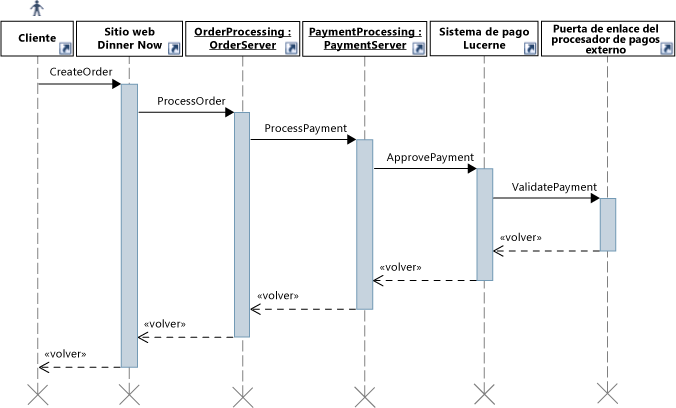 Cliente
Sitio web
Dinner Now
OrderProcessing :
OrderServer
PaymentProcessing :
PaymentServer
Sistema de pago
Lucerne
Puerta de enlace del
procesador de pagos
externo
CreateOrder
ProcessOrder
ProcessPayment
ApprovePayment
ValidatePayment
«volver»
«volver»
«volver»
«volver»
«volver»